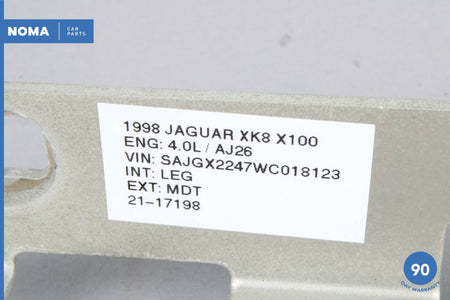 NOMA CAR PARTS
1998 JAGUAR XK8 X100
ENG: 4.0L / AJ26
VIN: SAJGX2247WC018123
INT: LEG
EXT: MDT
21-17198
90
DAY WARRANTY